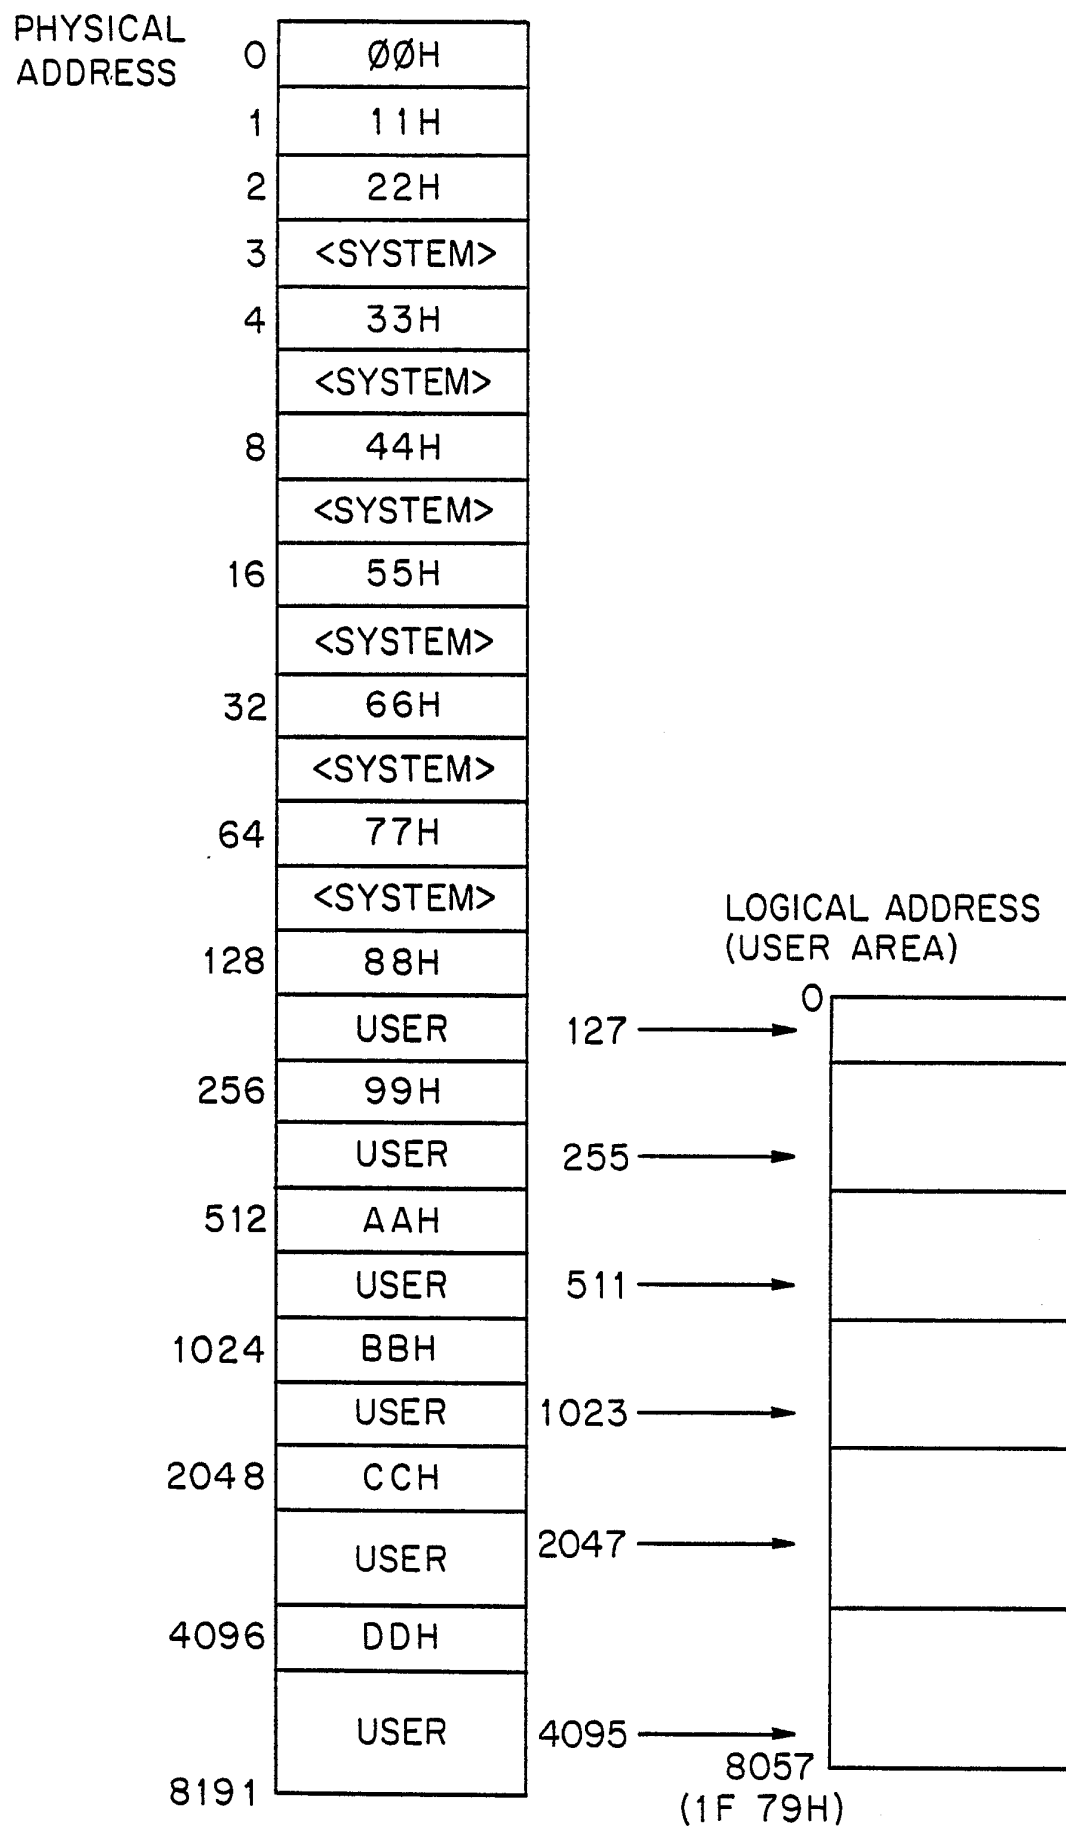 PHYSICAL
ADDRESS
0 ØØH
1 11H
2 22H
3 <SYSTEM>
4 33H
<SYSTEM>
8 44H
<SYSTEM>
16 55H
<SYSTEM>
32 66H
<SYSTEM>
64 77H
<SYSTEM>
LOGICAL ADDRESS
(USER AREA)
128 88H
0
USER 127
256 99H
USER 255
512 AAH
USER 511
1024 BBH
USER 1023
2048 CCH
USER 2047
4096 DDH
USER 4095
8057
8191
(1F 79H)